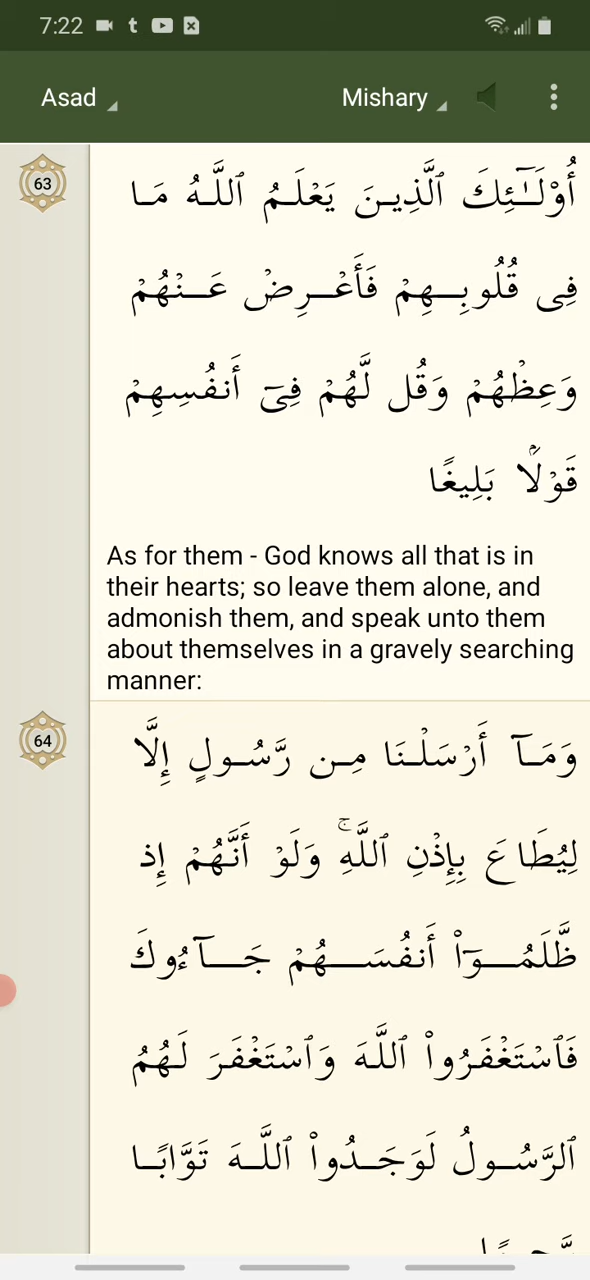 7:22
Asad
Mishary
63
أُو۟لَـٰٓئِكَ ٱلَّذِينَ يَعْلَمُ ٱللَّهُ مَا
فِى قُلُوبِهِمْ فَأَعْرِضْ عَنْهُمْ
وَعِظْهُمْ وَقُل لَّهُمْ فِىٓ أَنفُسِهِمْ
قَوْلًۢا بَلِيغًا
As for them - God knows all that is in
their hearts; so leave them alone, and
admonish them, and speak unto them
about themselves in a gravely searching
manner:
64
وَمَآ أَرْسَلْنَا مِن رَّسُولٍ إِلَّا
لِيُطَاعَ بِإِذْنِ ٱللَّهِ ۚ وَلَوْ أَنَّهُمْ إِذ
ظَّلَمُوٓا۟ أَنفُسَهُمْ جَآءُوكَ
فَٱسْتَغْفَرُوا۟ ٱللَّهَ وَٱسْتَغْفَرَ لَهُمُ
ٱلرَّسُولُ لَوَجَدُوا۟ ٱللَّهَ تَوَّابًا